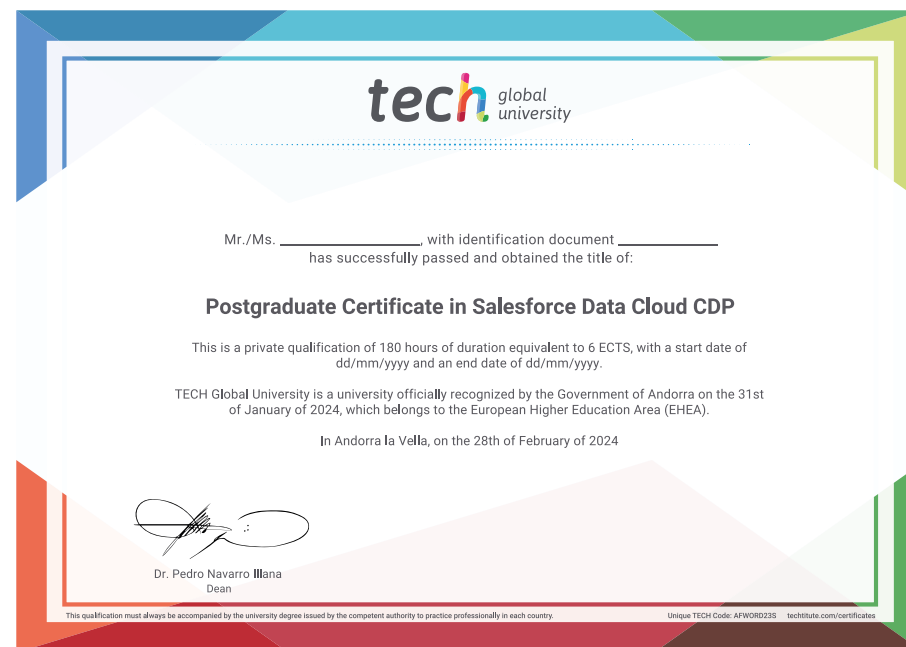 tech global university
Mr./Ms. ____________, with identification document ____________
has successfully passed and obtained the title of:
Postgraduate Certificate in Salesforce Data Cloud CDP
This is a private qualification of 180 hours of duration equivalent to 6 ECTS, with a start date of
dd/mm/yyyy and an end date of dd/mm/yyyy.
TECH Global University is a university officially recognized by the Government of Andorra on the 31st
of January of 2024, which belongs to the European Higher Education Area (EHEA).
In Andorra la Vella, on the 28th of February of 2024
Dr. Pedro Navarro Illana
Dean
This qualification must always be accompanied by the university degree issued by the competent authority to practice professionally in each country.
Unique TECH Code: AFWORD23S techtitute.com/certificates